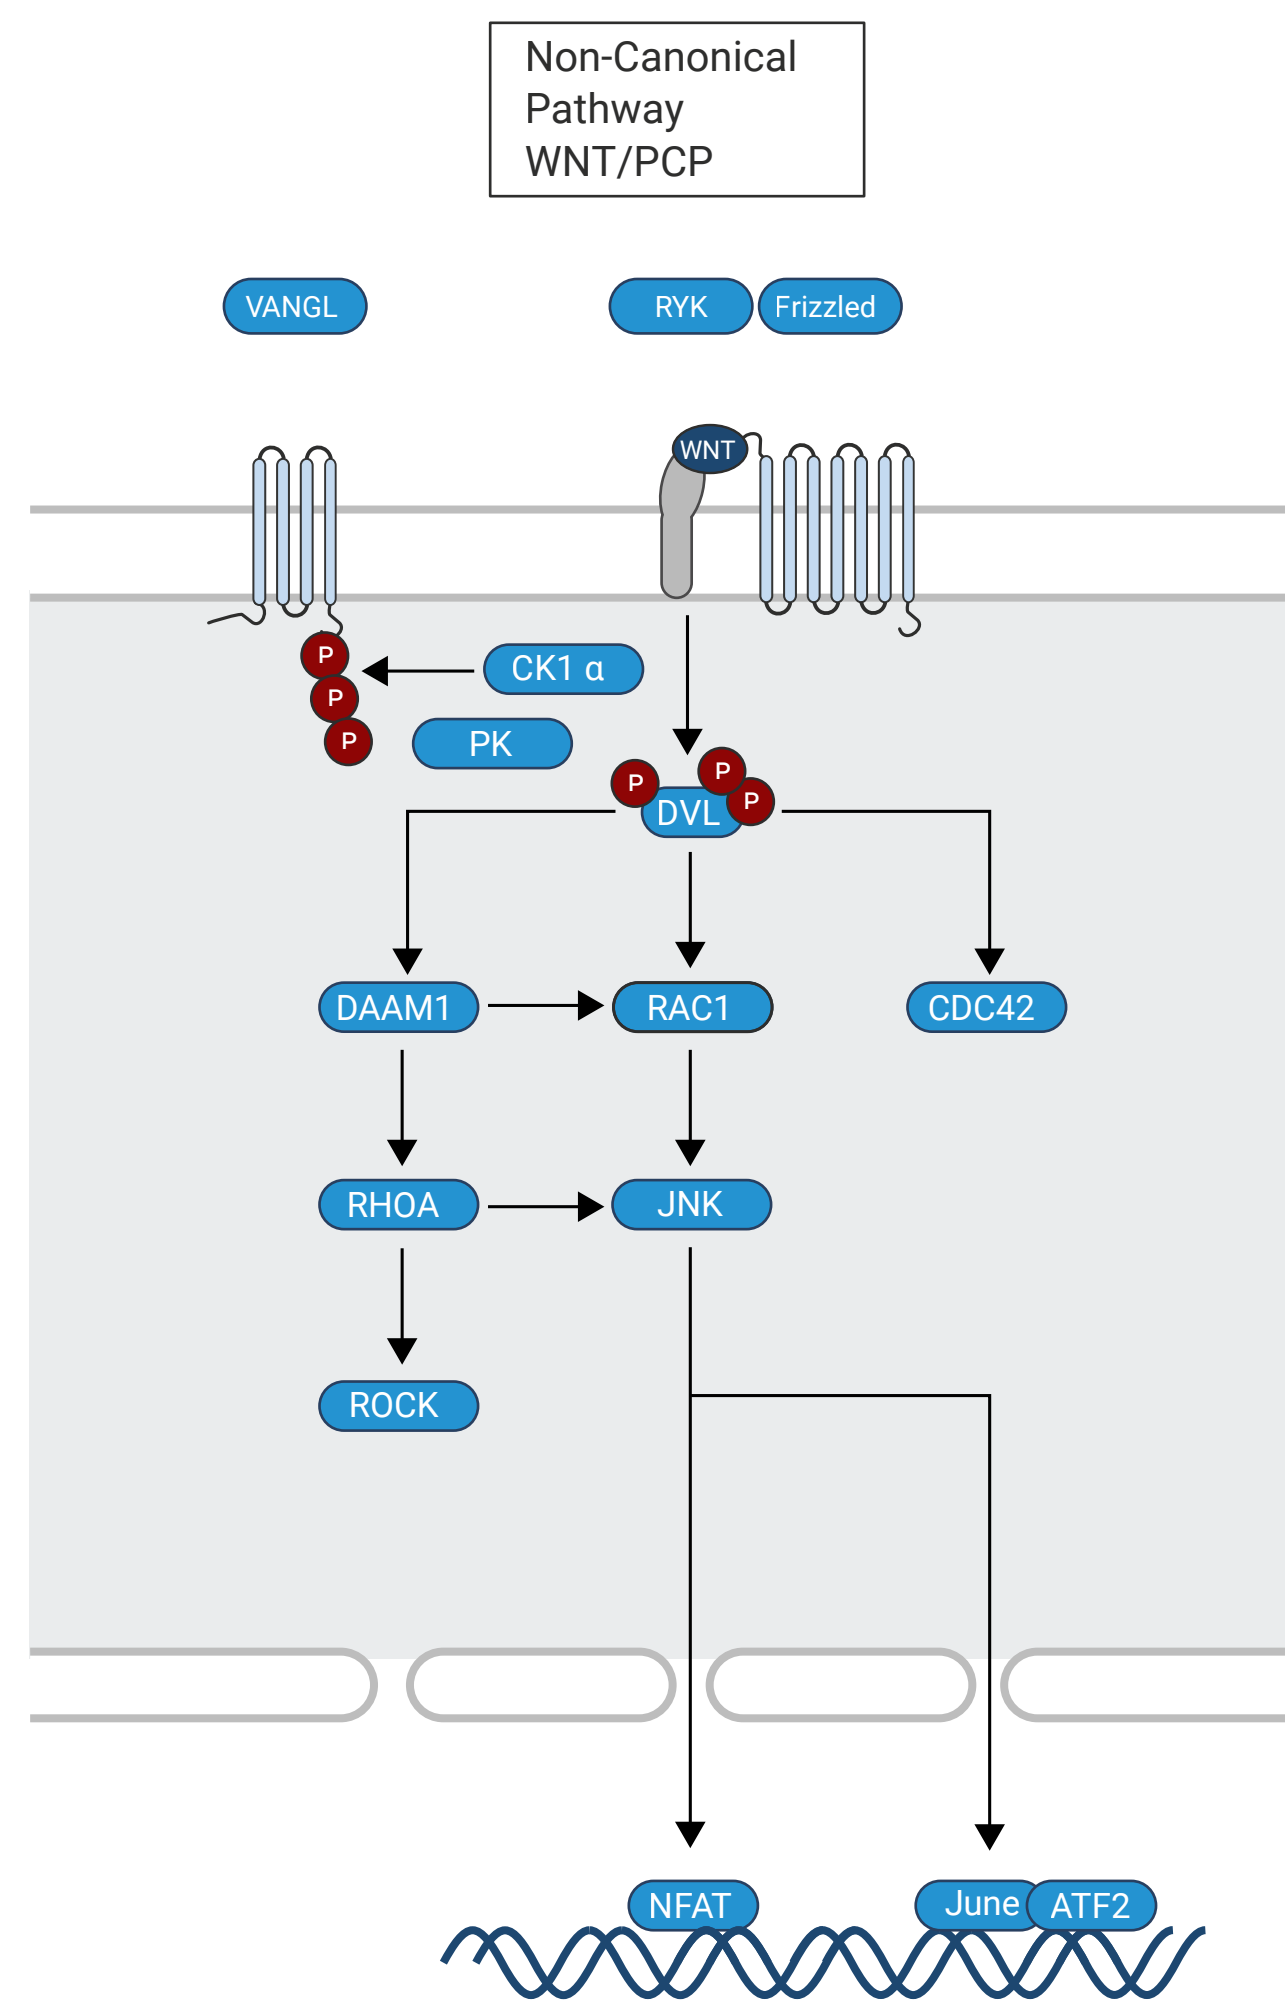 Non-Canonical
Pathway
WNT/PCP
VANGL
RYK
Frizzled
WNT
P
CK1 α
P
P
PK
P
P
P
DVL
DAAM1
RAC1
CDC42
RHOA
JNK
ROCK
NFAT
June
ATF2